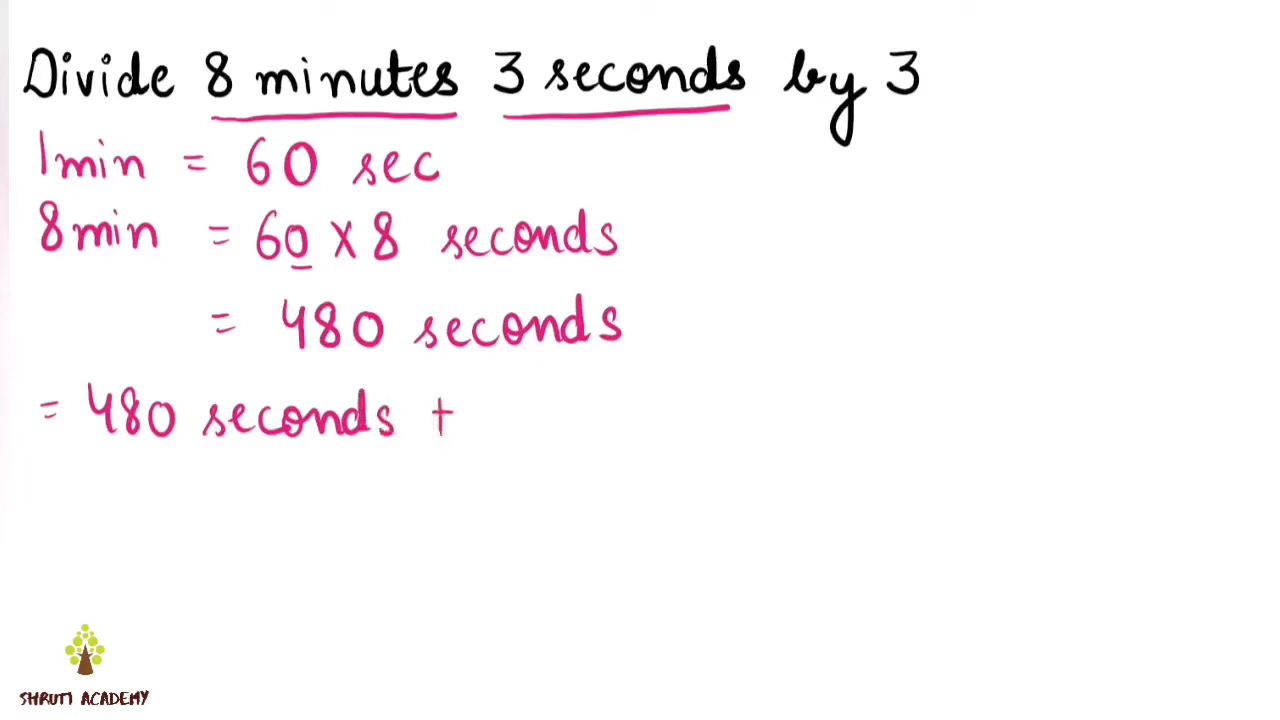 Divide 8 minutes 3 seconds by 3
1min = 60 sec
8min = 60 x 8 seconds
= 480 seconds
= 480 seconds +
SHRUTI ACADEMY